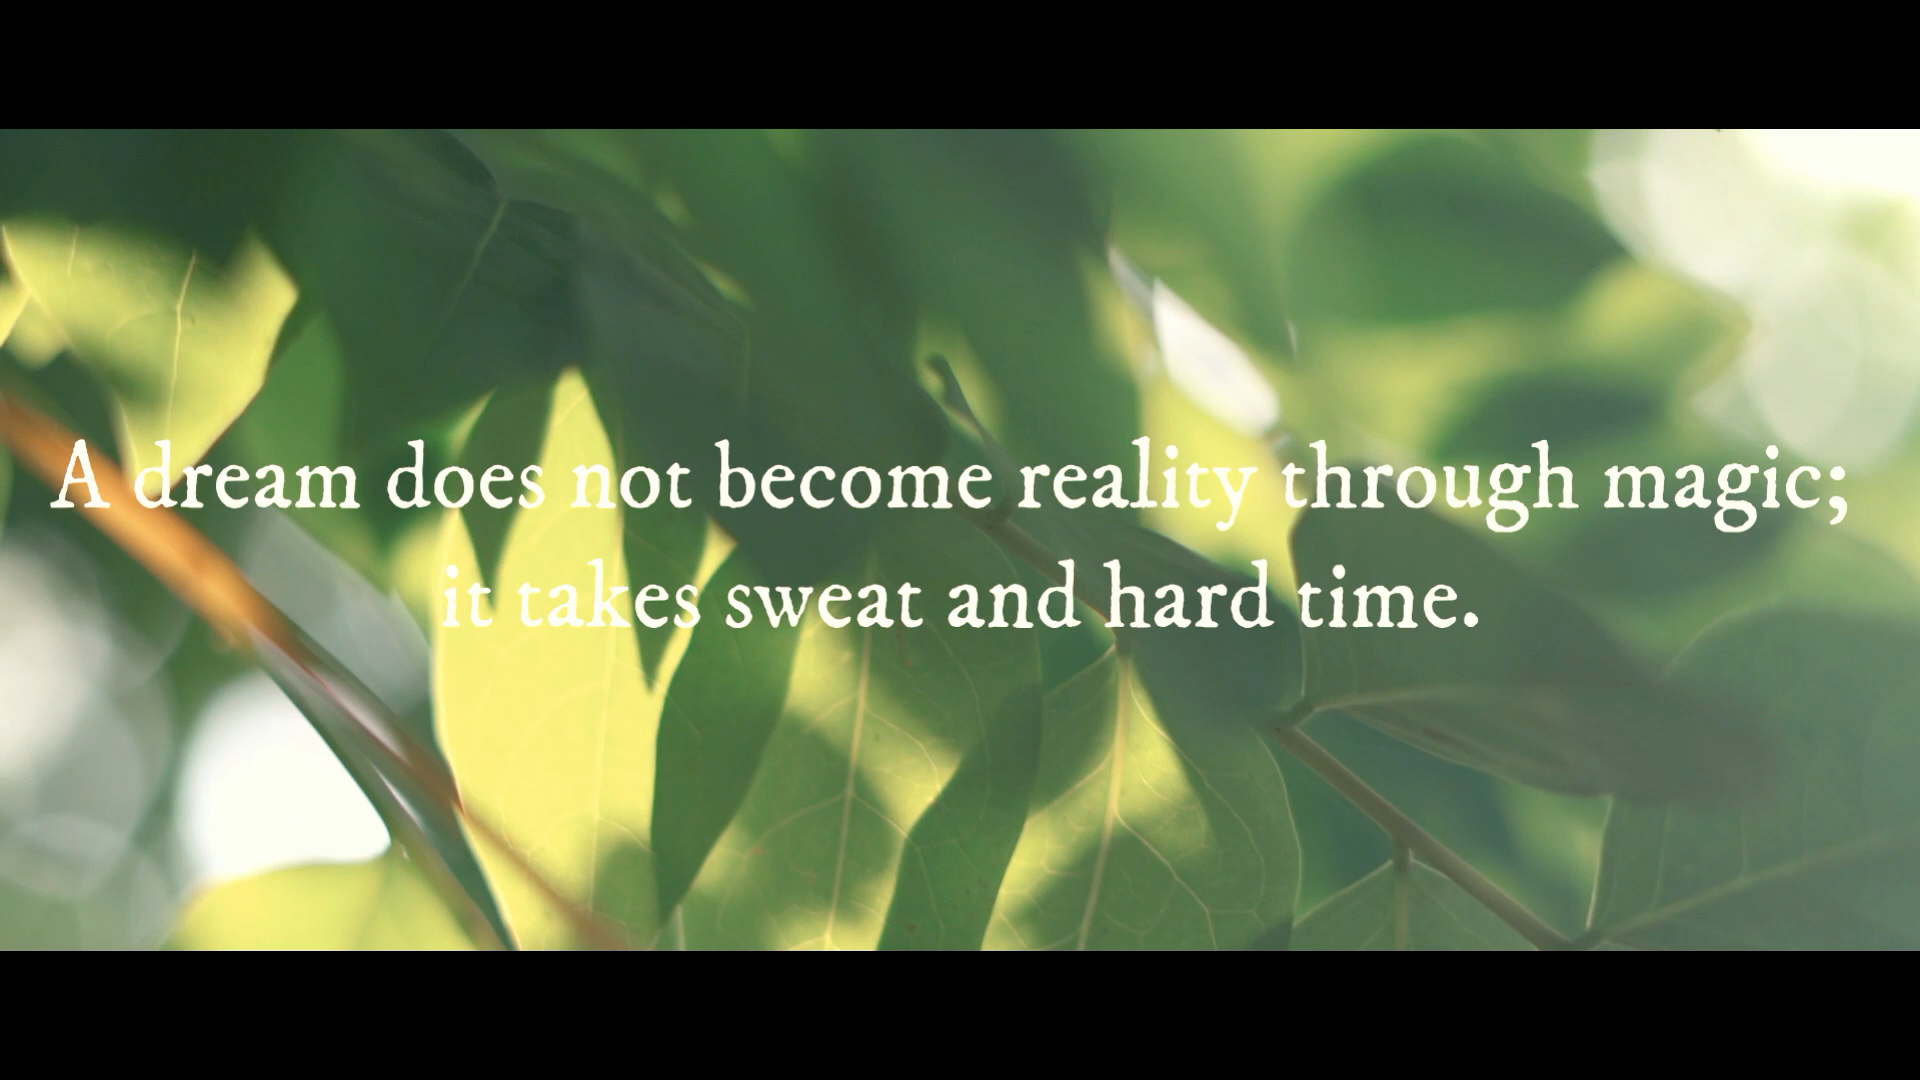 A dream does not become reality through magic;
it takes sweat and hard time.